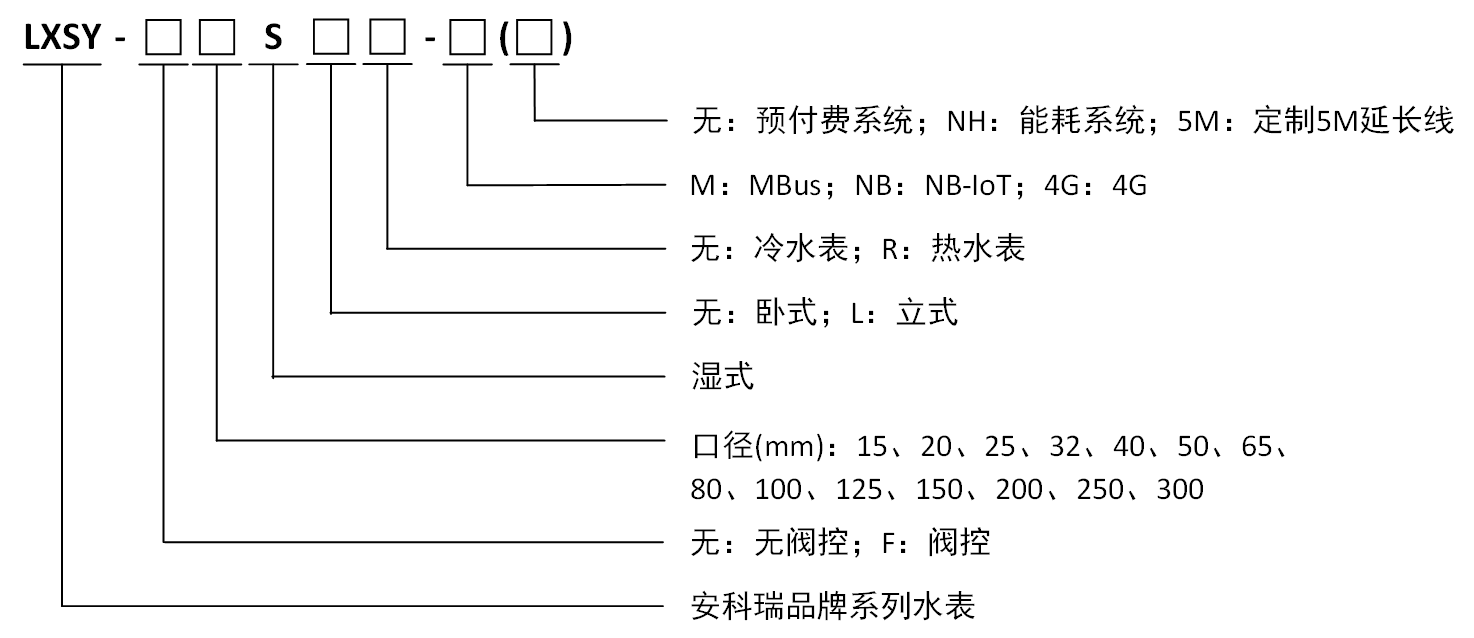 LXSY-□□S□□-□(□)
无：预付费系统；NH：能耗系统；5M：定制5M延长线
M：MBus；NB：NB-IoT；4G：4G
无：冷水表；R：热水表
无：卧式；L：立式
湿式
口径(mm)：15、20、25、32、40、50、65、
80、100、125、150、200、250、300
无：无阀控；F：阀控
安科瑞品牌系列水表